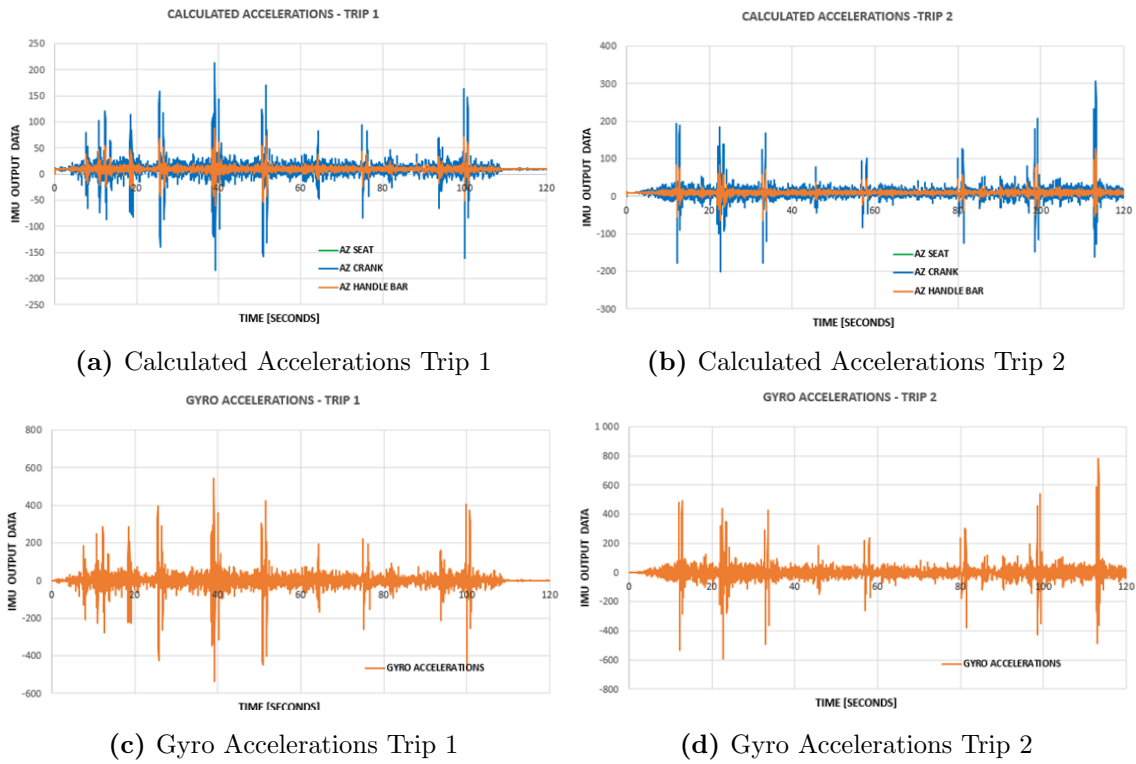 CALCULATED ACCELERATIONS - TRIP 1
250
200
150
100
50
0
-50
-100
-150
-200
-250
0
20
40
60
80
100
120
IMU OUTPUT DATA
AZ SEAT
AZ CRANK
AZ HANDLE BAR
TIME [SECONDS]
(a) Calculated Accelerations Trip 1
CALCULATED ACCELERATIONS -TRIP 2
400
300
200
100
0
-100
-200
-300
0
20
40
60
80
100
120
IMU OUTPUT DATA
AZ SEAT
AZ CRANK
AZ HANDLE BAR
TIME [SECONDS]
(b) Calculated Accelerations Trip 2
GYRO ACCELERATIONS - TRIP 1
800
600
400
200
0
-200
-400
-600
0
20
40
60
80
100
120
IMU OUTPUT DATA
GYRO ACCELERATIONS
TIME [SECONDS]
(c) Gyro Accelerations Trip 1
GYRO ACCELERATIONS - TRIP 2
1 000
800
600
400
200
0
-200
-400
-600
-800
0
20
40
60
80
100
120
IMU OUTPUT DATA
GYRO ACCELERATIONS
TIME [SECONDS]
(d) Gyro Accelerations Trip 2